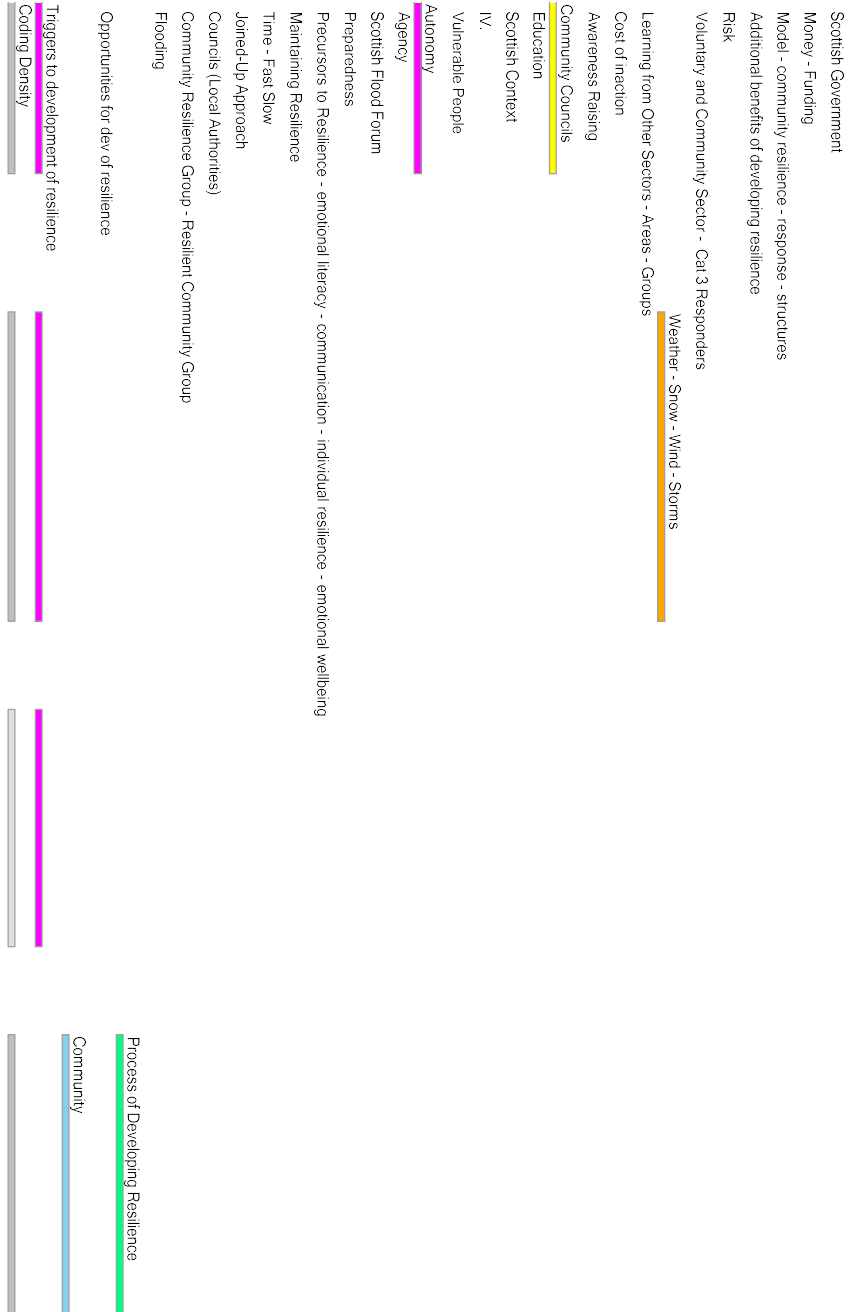 Scottish Government
Money - Funding
Model - community resilience - response - structures
Additional benefits of developing resilience
Risk
Voluntary and Community Sector - Cat 3 Responders
Weather - Snow - Wind - Storms
Learning from Other Sectors - Areas - Groups
Cost of inaction
Awareness Raising
Community Councils
Education
Scottish Context
IV.
Vulnerable People
Autonomy
Agency
Scottish Flood Forum
Preparedness
Precursors to Resilience - emotional literacy - communication - individual resilience - emotional wellbeing
Maintaining Resilience
Time - Fast Slow
Joined-Up Approach
Councils (Local Authorities)
Community Resilience Group - Resilient Community Group
Flooding
Process of Developing Resilience
Opportunities for dev of resilience
Community
Triggers to development of resilience
Coding Density